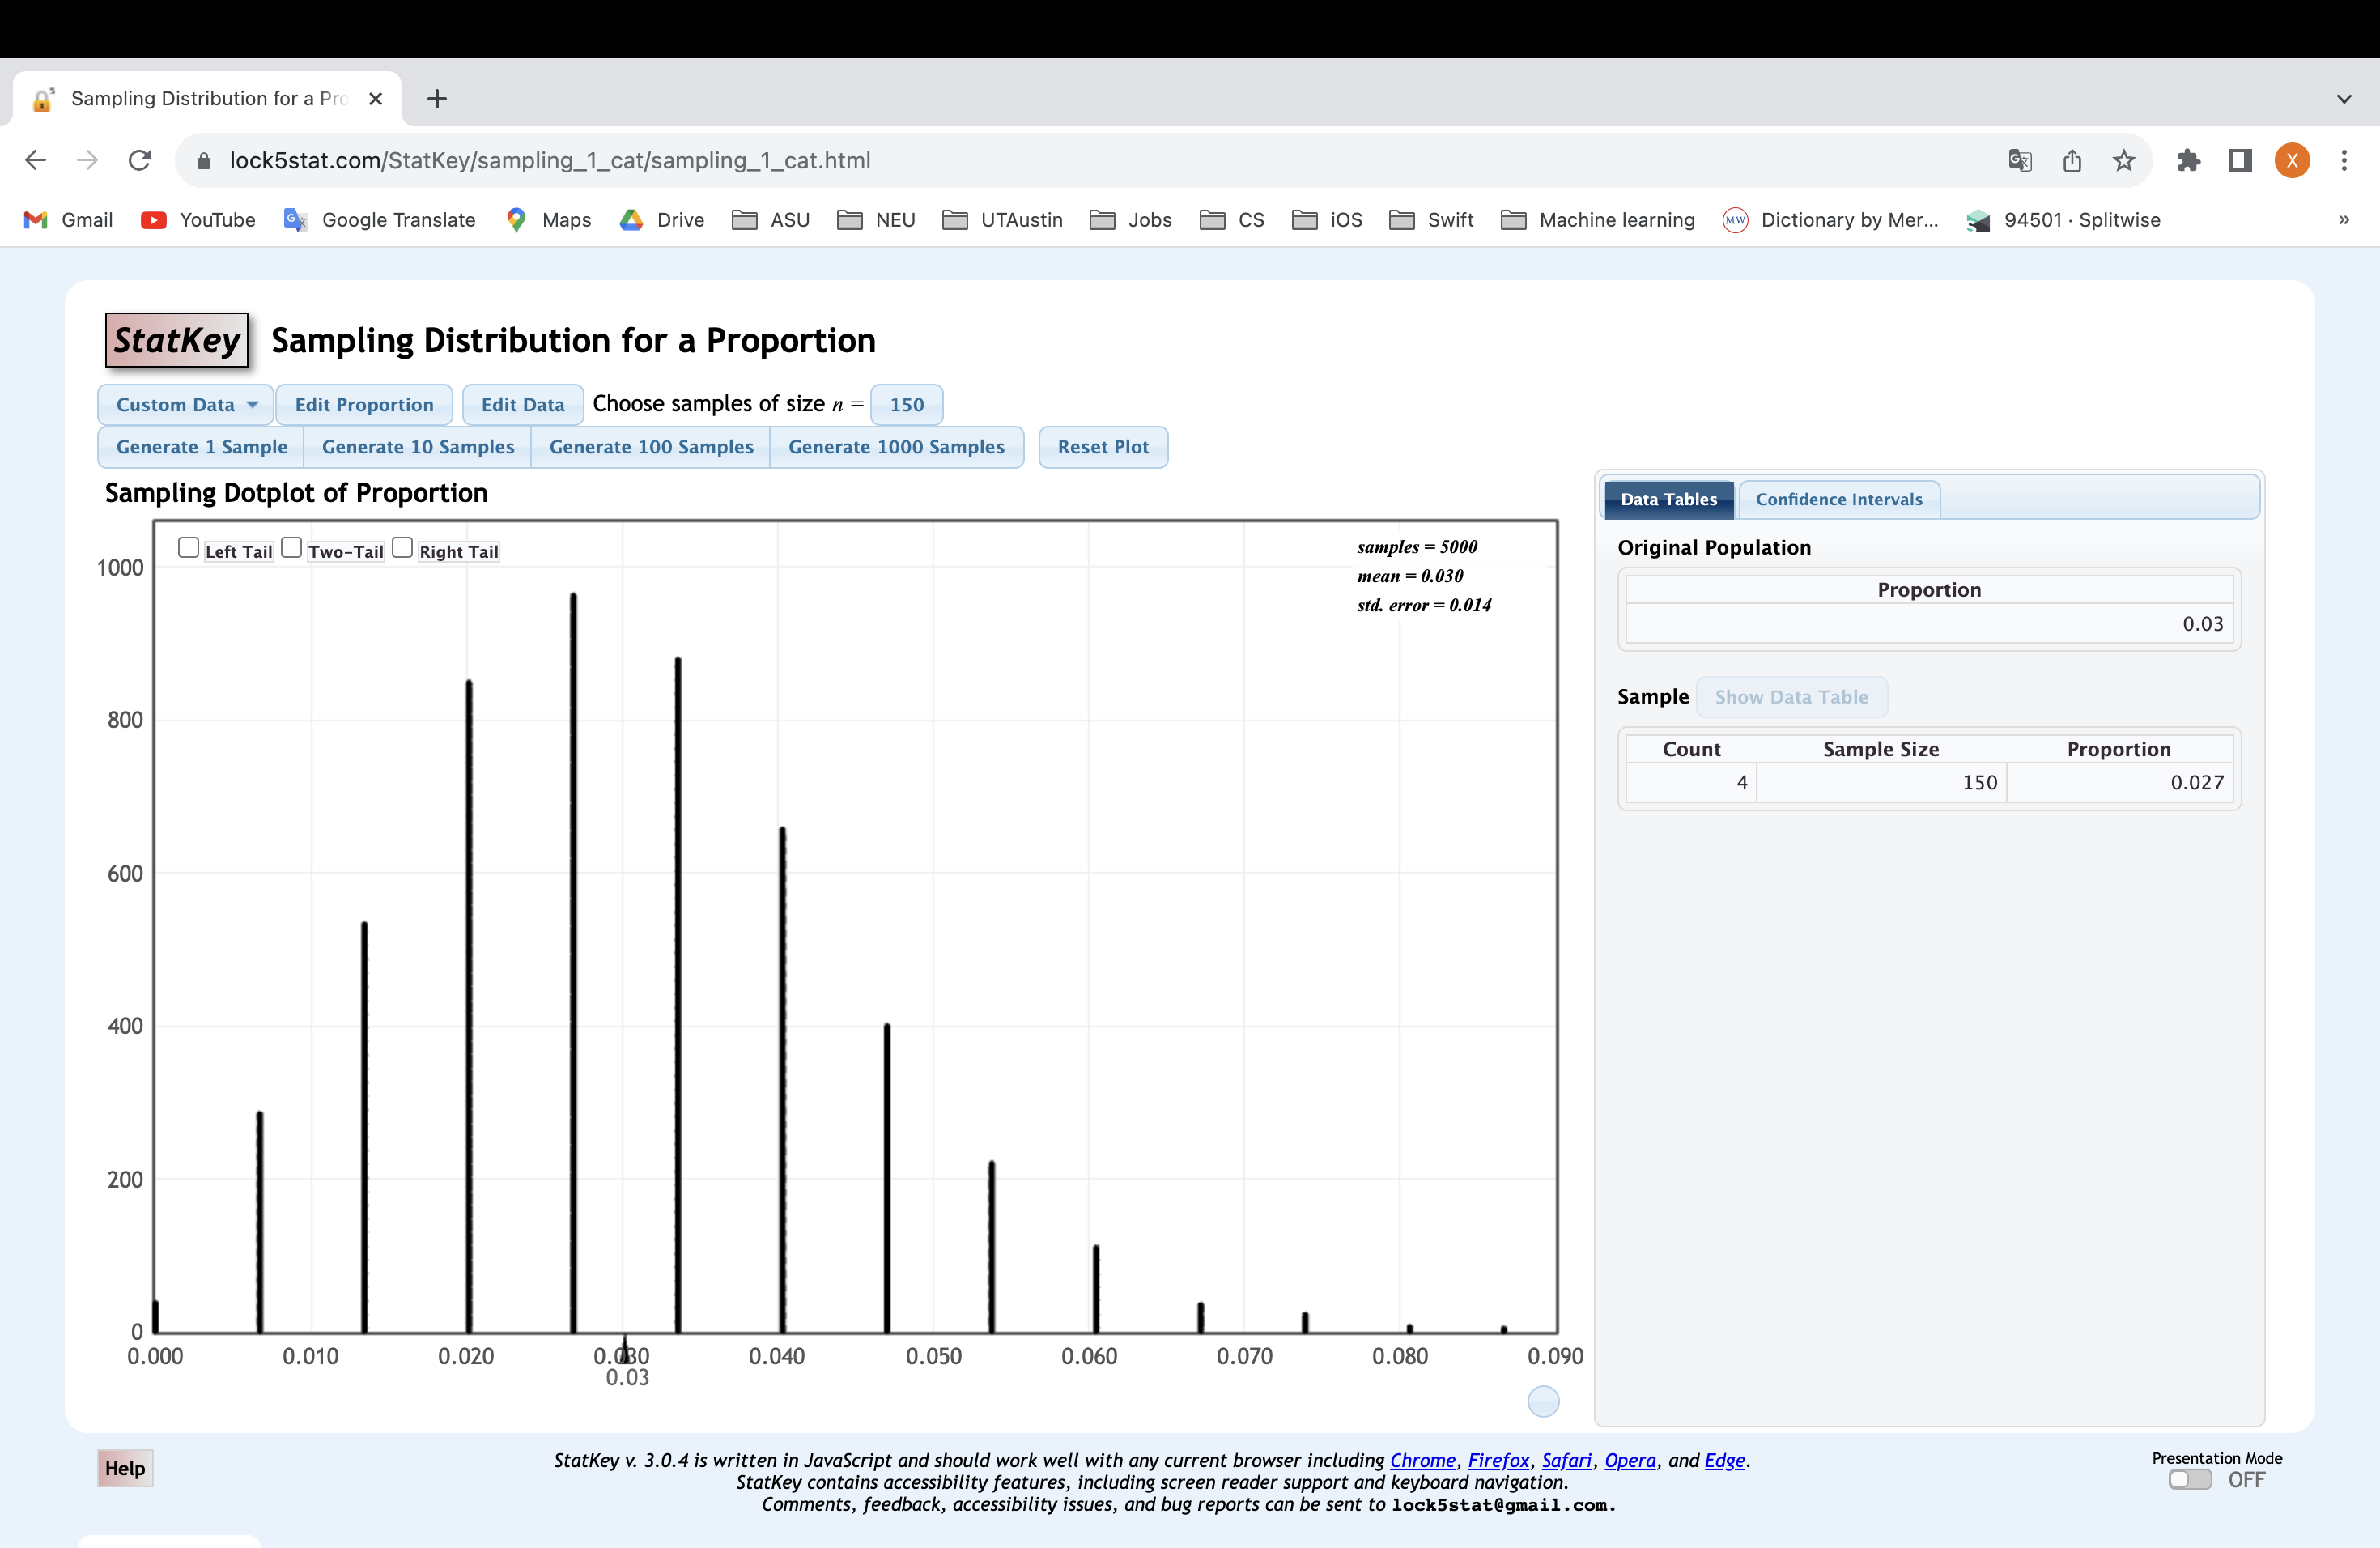 Sampling Distribution for a Pro
lock5stat.com/StatKey/sampling_1_cat/sampling_1_cat.html
X
Gmail YouTube Google Translate Maps Drive ASU NEU UTAustin Jobs CS iOS Swift Machine learning MW Dictionary by Mer... 94501 · Splitwise »
StatKey Sampling Distribution for a Proportion
Custom Data Edit Proportion Edit Data Choose samples of size n = 150
Generate 1 Sample Generate 10 Samples Generate 100 Samples Generate 1000 Samples Reset Plot
Sampling Dotplot of Proportion
Left Tail Two-Tail Right Tail
samples = 5000
mean = 0.030
std. error = 0.014
1000
800
600
400
200
0
0.000 0.010 0.020 0.030 0.040 0.050 0.060 0.070 0.080 0.090
0.03
Data Tables Confidence Intervals
Original Population
Proportion
0.03
Sample Show Data Table
Count Sample Size Proportion
4 150 0.027
Help
StatKey v. 3.0.4 is written in JavaScript and should work well with any current browser including Chrome, Firefox, Safari, Opera, and Edge.
StatKey contains accessibility features, including screen reader support and keyboard navigation.
Comments, feedback, accessibility issues, and bug reports can be sent to lock5stat@gmail.com.
Presentation Mode
OFF